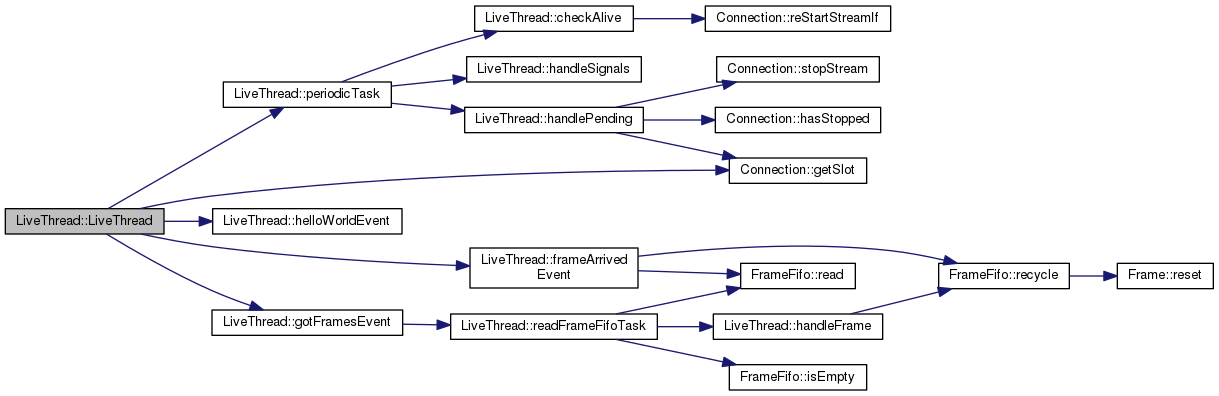 LiveThread::checkAlive
Connection::reStartStreamIf
LiveThread::handleSignals
Connection::stopStream
LiveThread::periodicTask
LiveThread::handlePending
Connection::hasStopped
Connection::getSlot
LiveThread::LiveThread
LiveThread::helloWorldEvent
LiveThread::frameArrived
Event
FrameFifo::read
FrameFifo::recycle
Frame::reset
LiveThread::gotFramesEvent
LiveThread::readFrameFifoTask
LiveThread::handleFrame
FrameFifo::isEmpty